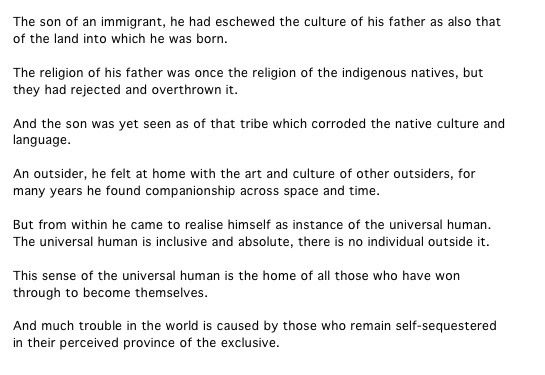 The son of an immigrant, he had eschewed the culture of his father as also that
of the land into which he was born.
The religion of his father was once the religion of the indigenous natives, but
they had rejected and overthrown it.
And the son was yet seen as of that tribe which corroded the native culture and
language.
An outsider, he felt at home with the art and culture of other outsiders, for
many years he found companionship across space and time.
But from within he came to realise himself as instance of the universal human.
The universal human is inclusive and absolute, there is no individual outside it.
This sense of the universal human is the home of all those who have won
through to become themselves.
And much trouble in the world is caused by those who remain self-sequestered
in their perceived province of the exclusive.